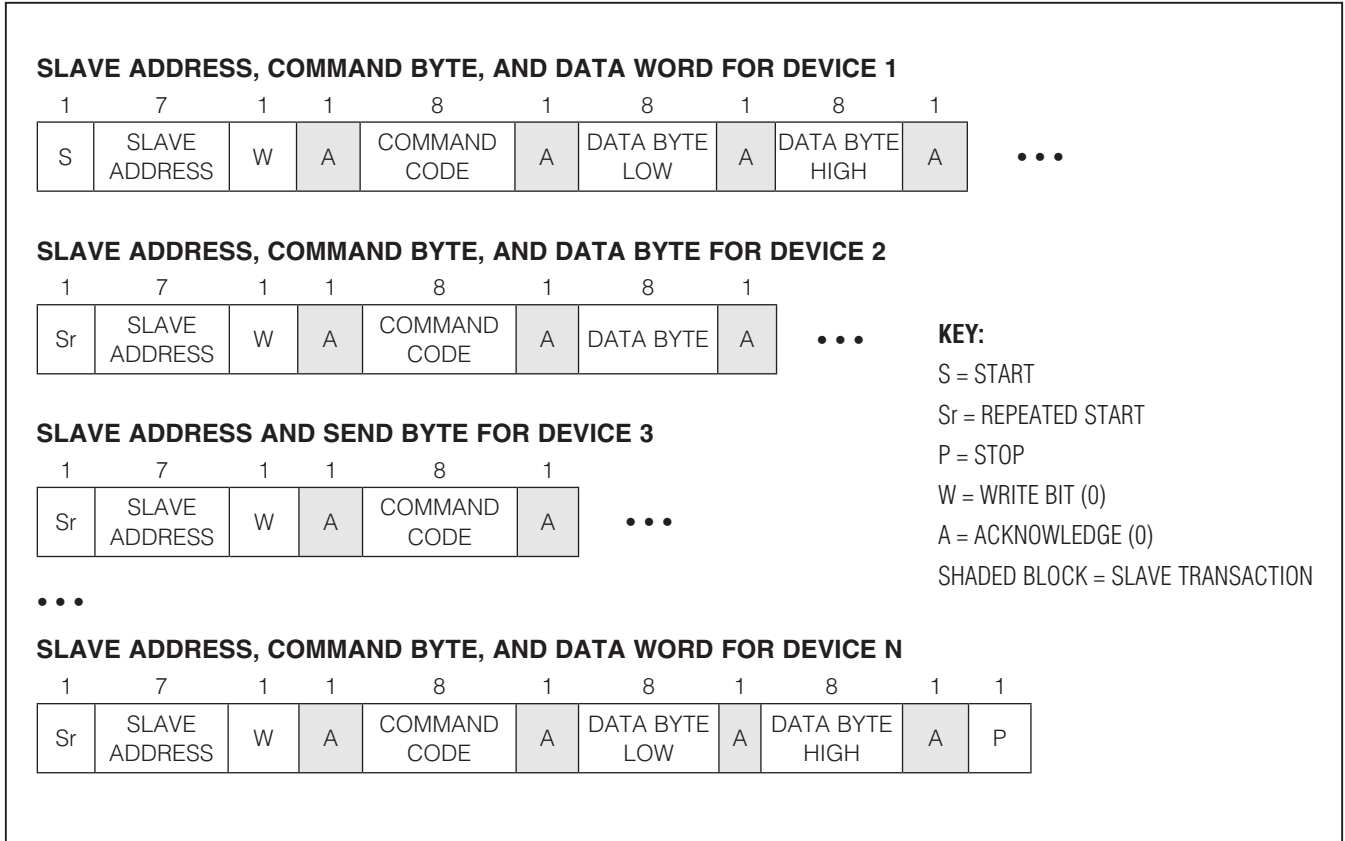 SLAVE ADDRESS, COMMAND BYTE, AND DATA WORD FOR DEVICE 1
1 7 1 1 8 1 8 1 8 1
S SLAVE ADDRESS W A COMMAND CODE A DATA BYTE LOW A DATA BYTE HIGH A •••
SLAVE ADDRESS, COMMAND BYTE, AND DATA BYTE FOR DEVICE 2
1 7 1 1 8 1 8 1
Sr SLAVE ADDRESS W A COMMAND CODE A DATA BYTE A •••
SLAVE ADDRESS AND SEND BYTE FOR DEVICE 3
1 7 1 1 8 1
Sr SLAVE ADDRESS W A COMMAND CODE A •••
•••
SLAVE ADDRESS, COMMAND BYTE, AND DATA WORD FOR DEVICE N
1 7 1 1 8 1 8 1 8 1 1
Sr SLAVE ADDRESS W A COMMAND CODE A DATA BYTE LOW A DATA BYTE HIGH A P
KEY:
S = START
Sr = REPEATED START
P = STOP
W = WRITE BIT (0)
A = ACKNOWLEDGE (0)
SHADED BLOCK = SLAVE TRANSACTION